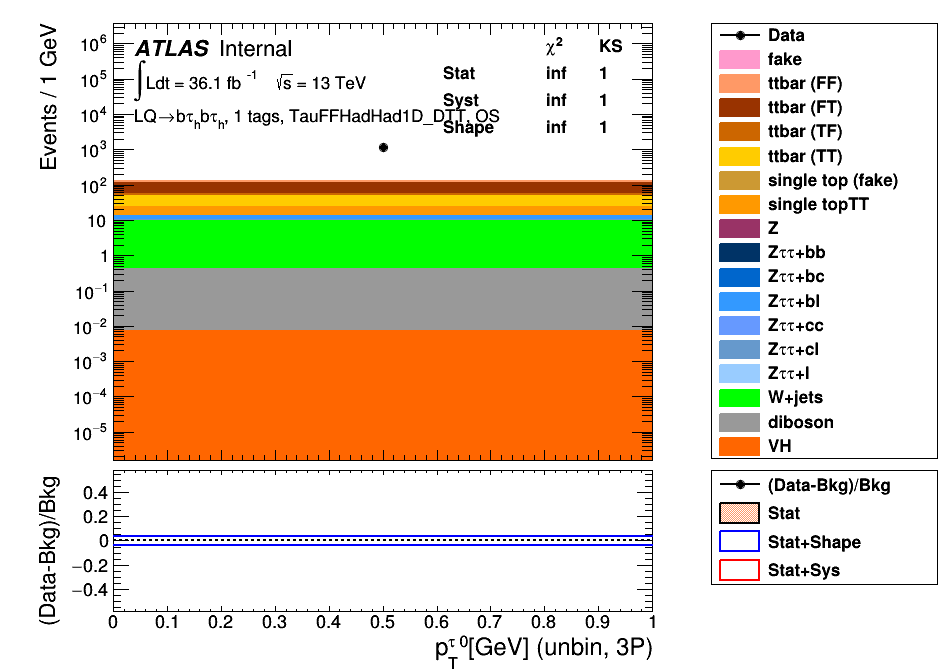 Events / 1 GeV
10⁶
10⁵
10⁴
10³
10²
10
1
10⁻¹
10⁻²
10⁻³
10⁻⁴
10⁻⁵
ATLAS Internal
∫Ldt = 36.1 fb⁻¹ √s = 13 TeV
LQ→bτₕbτₕ, 1 tags, TauFFHadHad1D_DTT, OS
χ² KS
Stat inf 1
Syst inf 1
Shape inf 1
Data
fake
ttbar (FF)
ttbar (FT)
ttbar (TF)
ttbar (TT)
single top (fake)
single topTT
Z
Zττ+bb
Zττ+bc
Zττ+bl
Zττ+cc
Zττ+cl
Zττ+l
W+jets
diboson
VH
(Data-Bkg)/Bkg
0.4
0.2
0
−0.2
−0.4
0 0.1 0.2 0.3 0.4 0.5 0.6 0.7 0.8 0.9 1
p_T^{τ 0}[GeV] (unbin, 3P)
(Data-Bkg)/Bkg
Stat
Stat+Shape
Stat+Sys